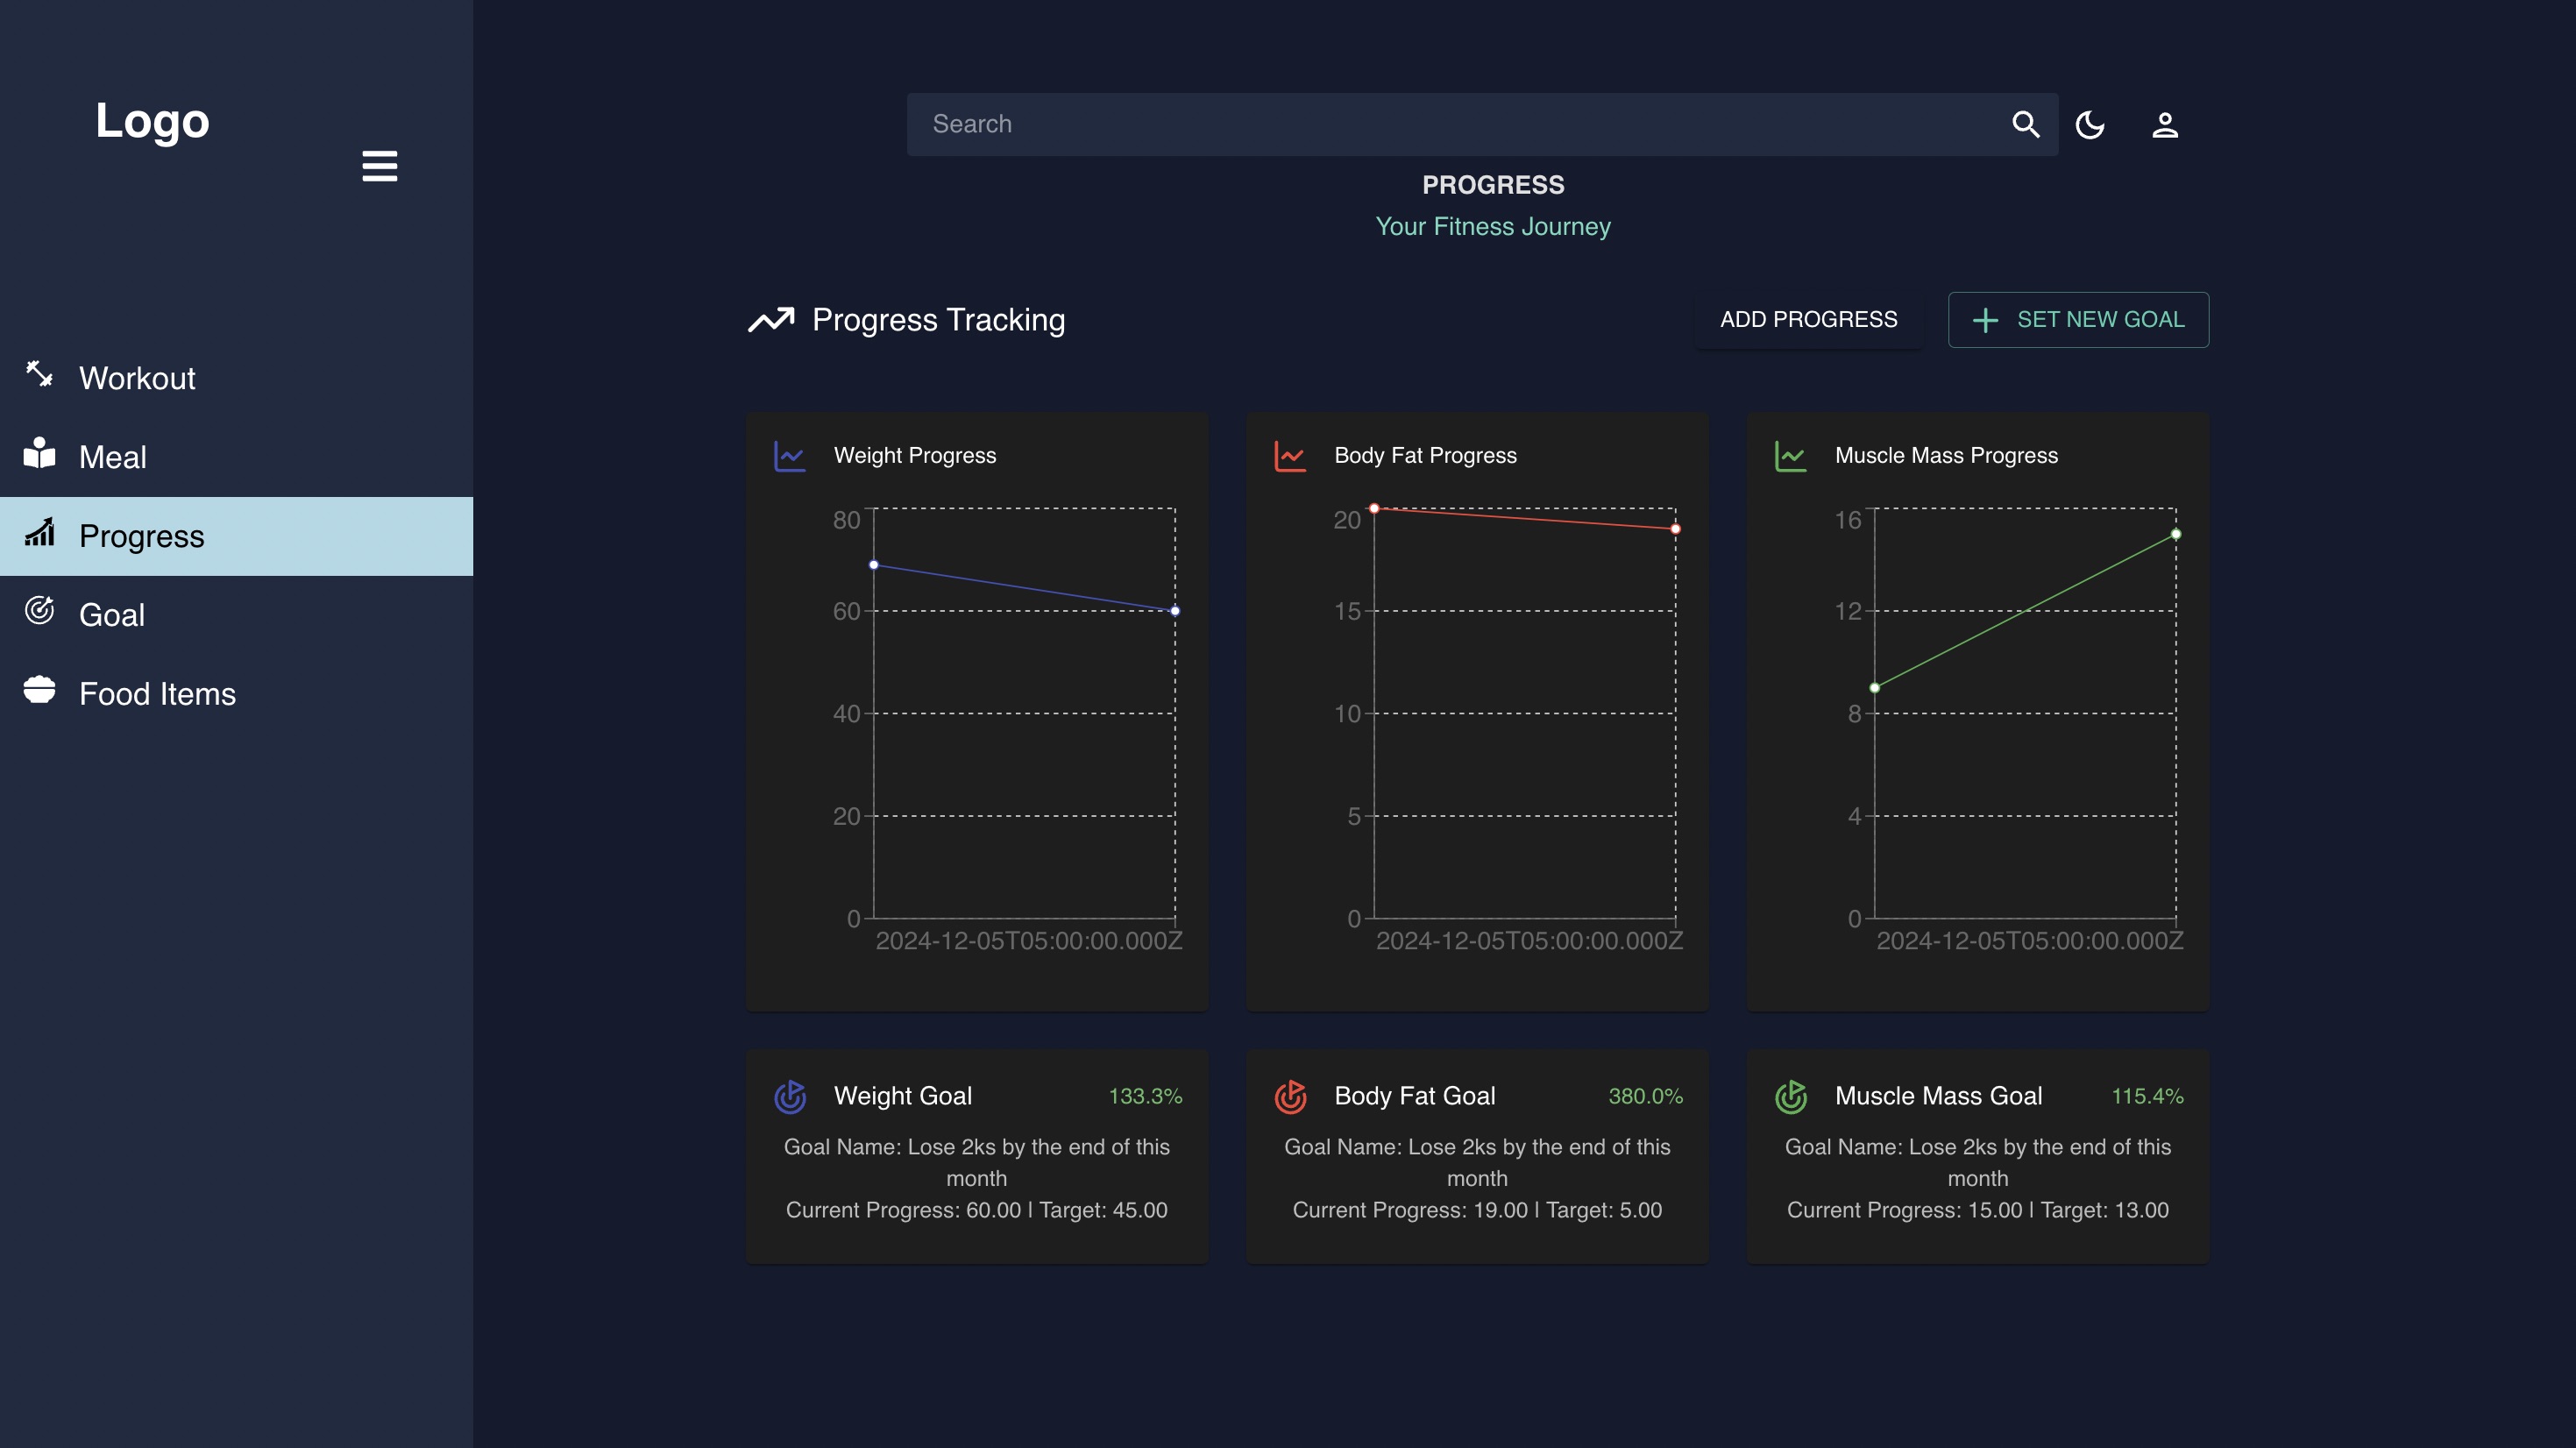 Logo
Workout
Meal
Progress
Goal
Food Items
Search
PROGRESS
Your Fitness Journey
Progress Tracking
ADD PROGRESS
SET NEW GOAL
Weight Progress
80
60
40
20
0
2024-12-05T05:00:00.000Z
Body Fat Progress
20
15
10
5
0
2024-12-05T05:00:00.000Z
Muscle Mass Progress
16
12
8
4
0
2024-12-05T05:00:00.000Z
Weight Goal 133.3%
Goal Name: Lose 2ks by the end of this
month
Current Progress: 60.00 | Target: 45.00
Body Fat Goal 380.0%
Goal Name: Lose 2ks by the end of this
month
Current Progress: 19.00 | Target: 5.00
Muscle Mass Goal 115.4%
Goal Name: Lose 2ks by the end of this
month
Current Progress: 15.00 | Target: 13.00